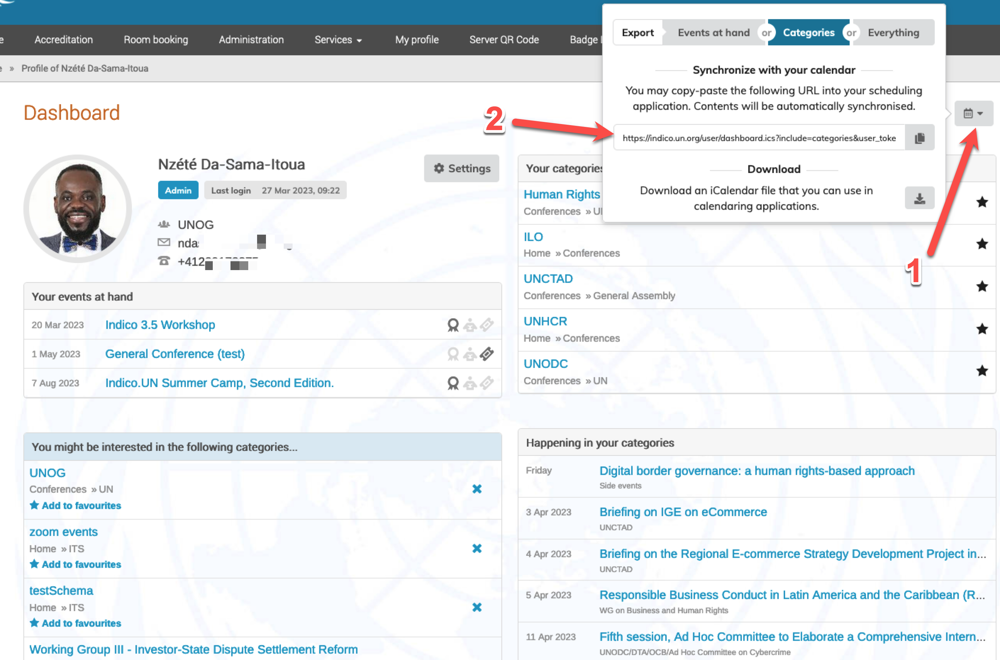 Accreditation Room booking Administration Services My profile Server QR Code Badge
» Profile of Nzété Da-Sama-Itoua
Export Events at hand or Categories or Everything
Synchronize with your calendar
You may copy-paste the following URL into your scheduling
application. Contents will be automatically synchronised.
https://indico.un.org/user/dashboard.ics?include=categories&user_toke
Download
Download an iCalendar file that you can use in
calendaring applications.
2
1
Dashboard
Nzété Da-Sama-Itoua
Settings
Admin Last login 27 Mar 2023, 09:22
UNOG
nda
+412
Your events at hand
20 Mar 2023 Indico 3.5 Workshop
1 May 2023 General Conference (test)
7 Aug 2023 Indico.UN Summer Camp, Second Edition.
Your categories
Human Rights
Conferences »
ILO
Home » Conferences
UNCTAD
Conferences » General Assembly
UNHCR
Home » Conferences
UNODC
Conferences » UN
You might be interested in the following categories...
UNOG
Conferences » UN
Add to favourites
zoom events
Home » ITS
Add to favourites
testSchema
Home » ITS
Add to favourites
Working Group III - Investor-State Dispute Settlement Reform
Happening in your categories
Friday Digital border governance: a human rights-based approach
Side events
3 Apr 2023 Briefing on IGE on eCommerce
UNCTAD
4 Apr 2023 Briefing on the Regional E-commerce Strategy Development Project in...
UNCTAD
5 Apr 2023 Responsible Business Conduct in Latin America and the Caribbean (R...
WG on Business and Human Rights
11 Apr 2023 Fifth session, Ad Hoc Committee to Elaborate a Comprehensive Intern...
UNODC/DTA/OCB/Ad Hoc Committee on Cybercrime